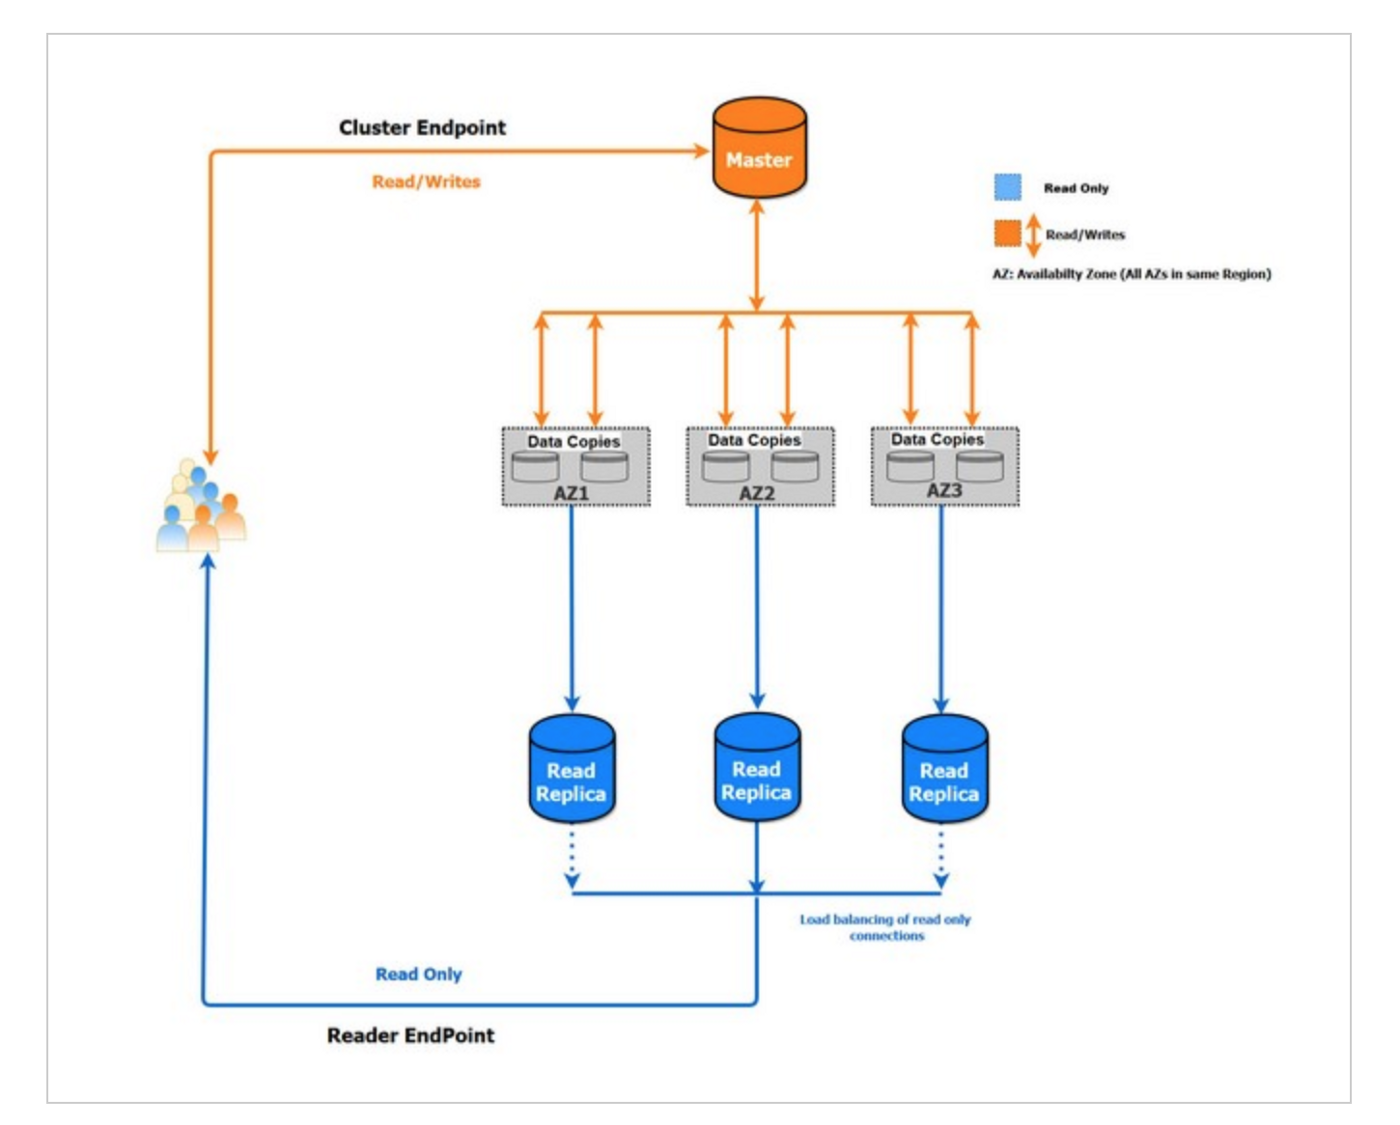 Cluster Endpoint
Read/Writes
Master
Read Only
Read/Writes
AZ: Availabilty Zone (All AZs in same Region)
Data Copies
AZ1
Data Copies
AZ2
Data Copies
AZ3
Read
Replica
Read
Replica
Read
Replica
Load balancing of read only
connections
Read Only
Reader EndPoint